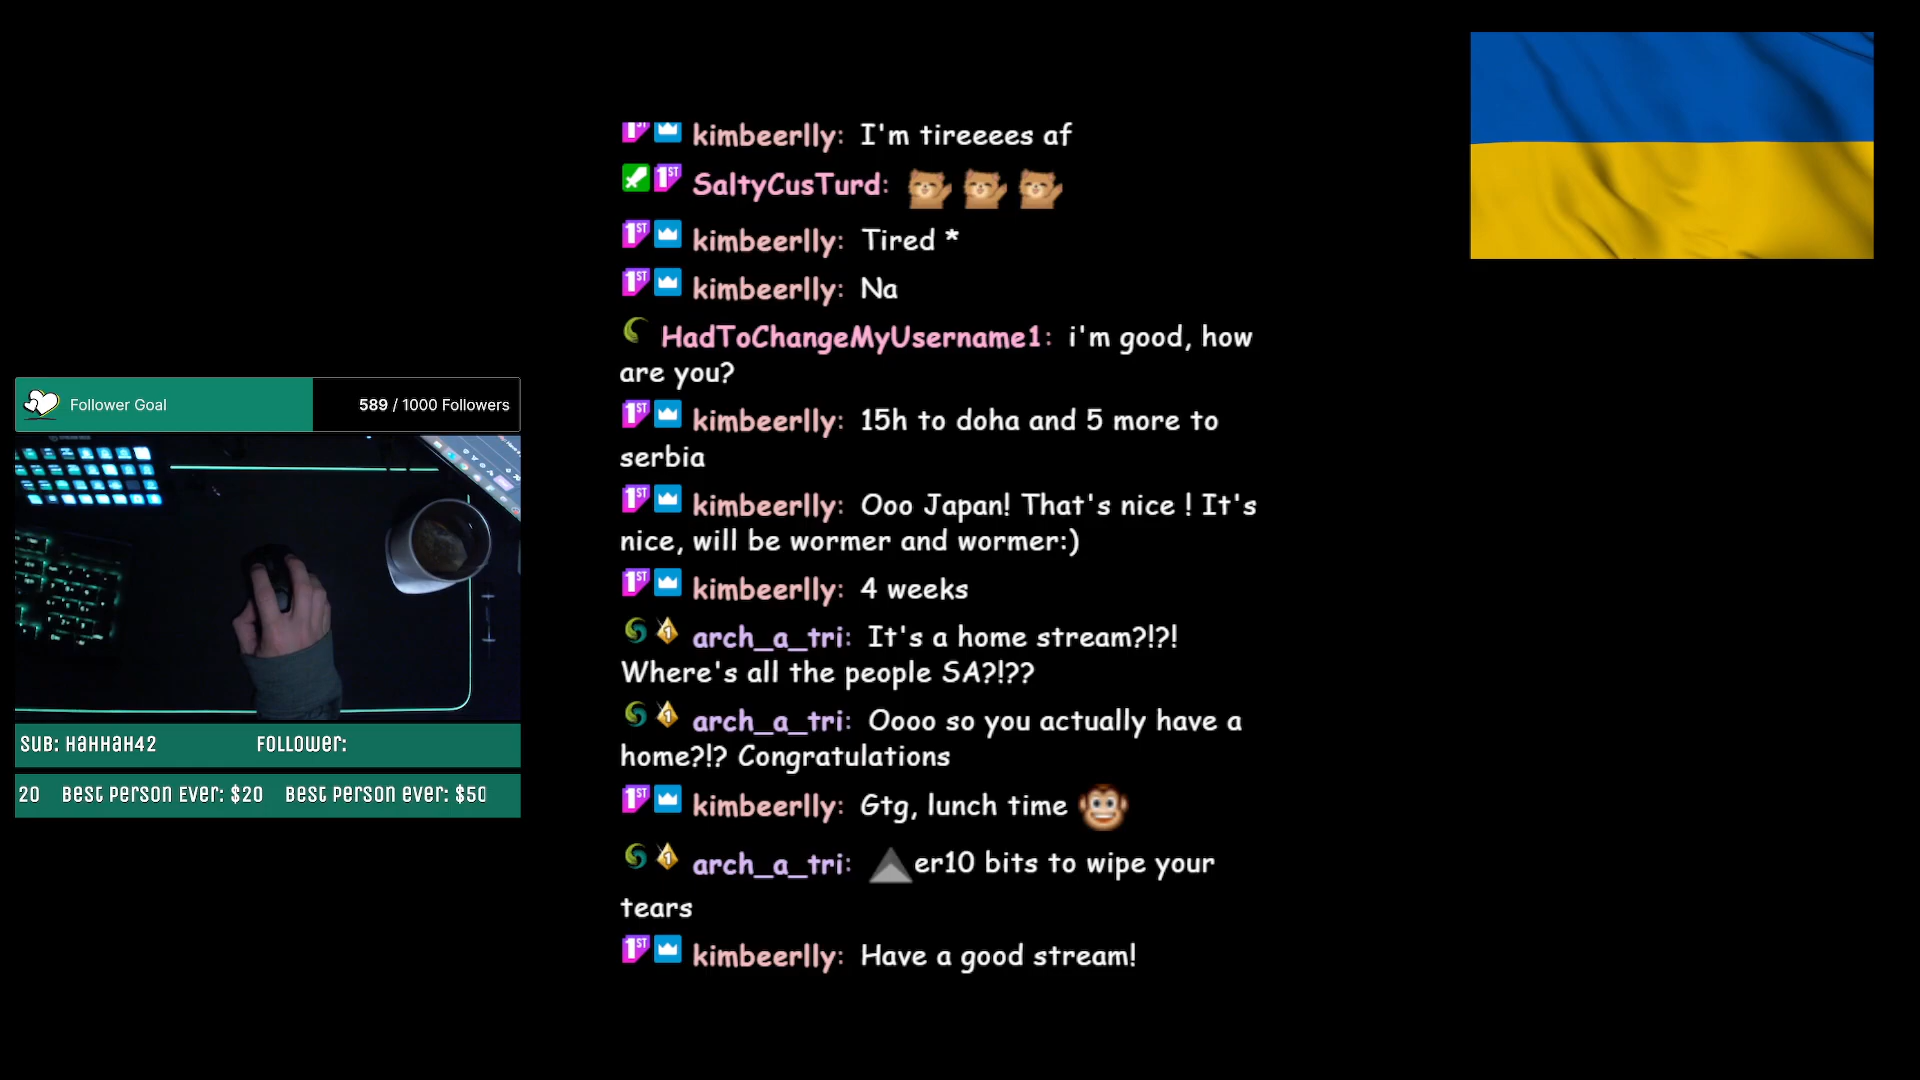 Follower Goal
589 / 1000 Followers
Sub: Hahhah42
Follower:
20 Best Person Ever: $20 Best Person ever: $50
kimbeerlly: I'm tireeees af
SaltyCusTurd:
kimbeerlly: Tired *
kimbeerlly: Na
HadToChangeMyUsername1: i'm good, how
are you?
kimbeerlly: 15h to doha and 5 more to
serbia
kimbeerlly: Ooo Japan! That's nice ! It's
nice, will be wormer and wormer:)
kimbeerlly: 4 weeks
arch_a_tri: It's a home stream?!?!
Where's all the people SA?!??
arch_a_tri: Oooo so you actually have a
home?!? Congratulations
kimbeerlly: Gtg, lunch time
arch_a_tri: er10 bits to wipe your
tears
kimbeerlly: Have a good stream!